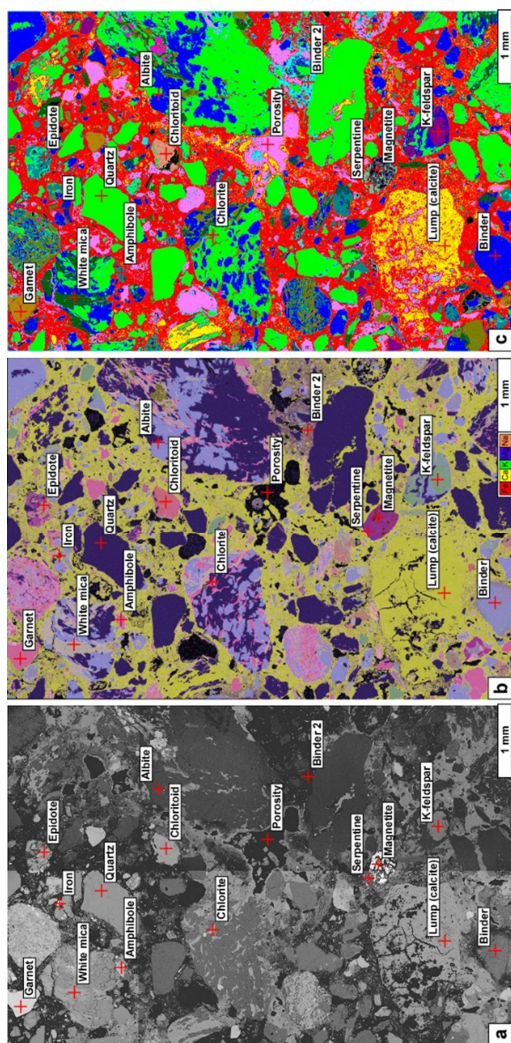 Garnet
Epidote
Iron
White mica
Quartz
Amphibole
Albite
Chloritoid
Chlorite
Porosity
Binder 2
Serpentine
Magnetite
K-feldspar
Lump (calcite)
Binder
a
1 mm
Garnet
Epidote
Iron
White mica
Quartz
Amphibole
Albite
Chloritoid
Chlorite
Porosity
Binder 2
Serpentine
Magnetite
K-feldspar
Lump (calcite)
Binder
b
Ca K Na
1 mm
Garnet
Epidote
Iron
White mica
Quartz
Amphibole
Albite
Chloritoid
Chlorite
Porosity
Binder 2
Serpentine
Magnetite
K-feldspar
Lump (calcite)
Binder
c
1 mm